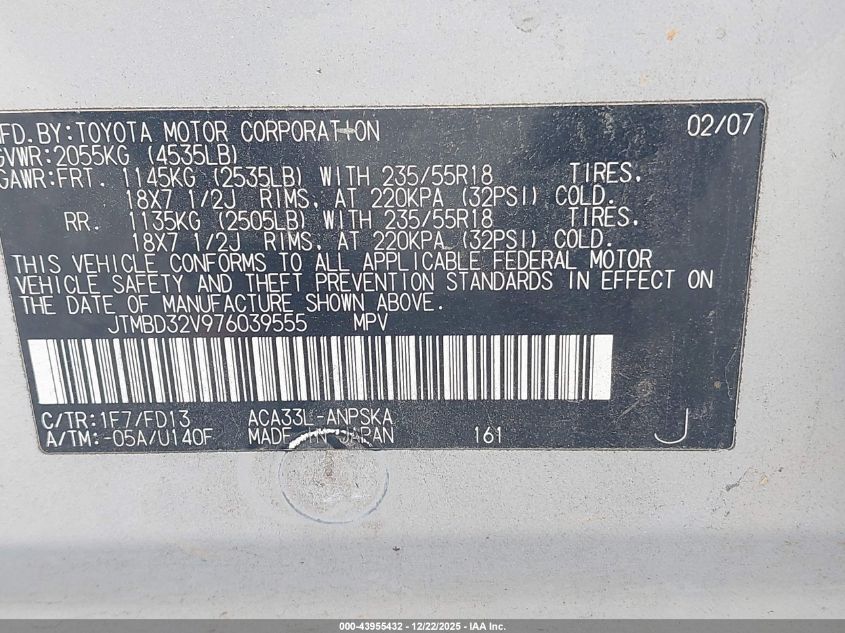 FD. BY: TOYOTA MOTOR CORPORATION 02/07
GVWR: 2055KG (4535LB)
GAWR: FRT. 1145KG (2535LB) WITH 235/55R18 TIRES,
18X7 1/2J RIMS, AT 220KPA (32PSI) COLD.
RR. 1135KG (2505LB) WITH 235/55R18 TIRES,
18X7 1/2J RIMS, AT 220KPA (32PSI) COLD.
THIS VEHICLE CONFORMS TO ALL APPLICABLE FEDERAL MOTOR
VEHICLE SAFETY AND THEFT PREVENTION STANDARDS IN EFFECT ON
THE DATE OF MANUFACTURE SHOWN ABOVE.
JTMBD32V976039555 MPV
C/TR: 1F7/FD13 ACA33L-ANPSKA
A/TM: -05A/U140F MADE IN JAPAN 161 J
000-43955432 - 12/22/2025 - IAA Inc.